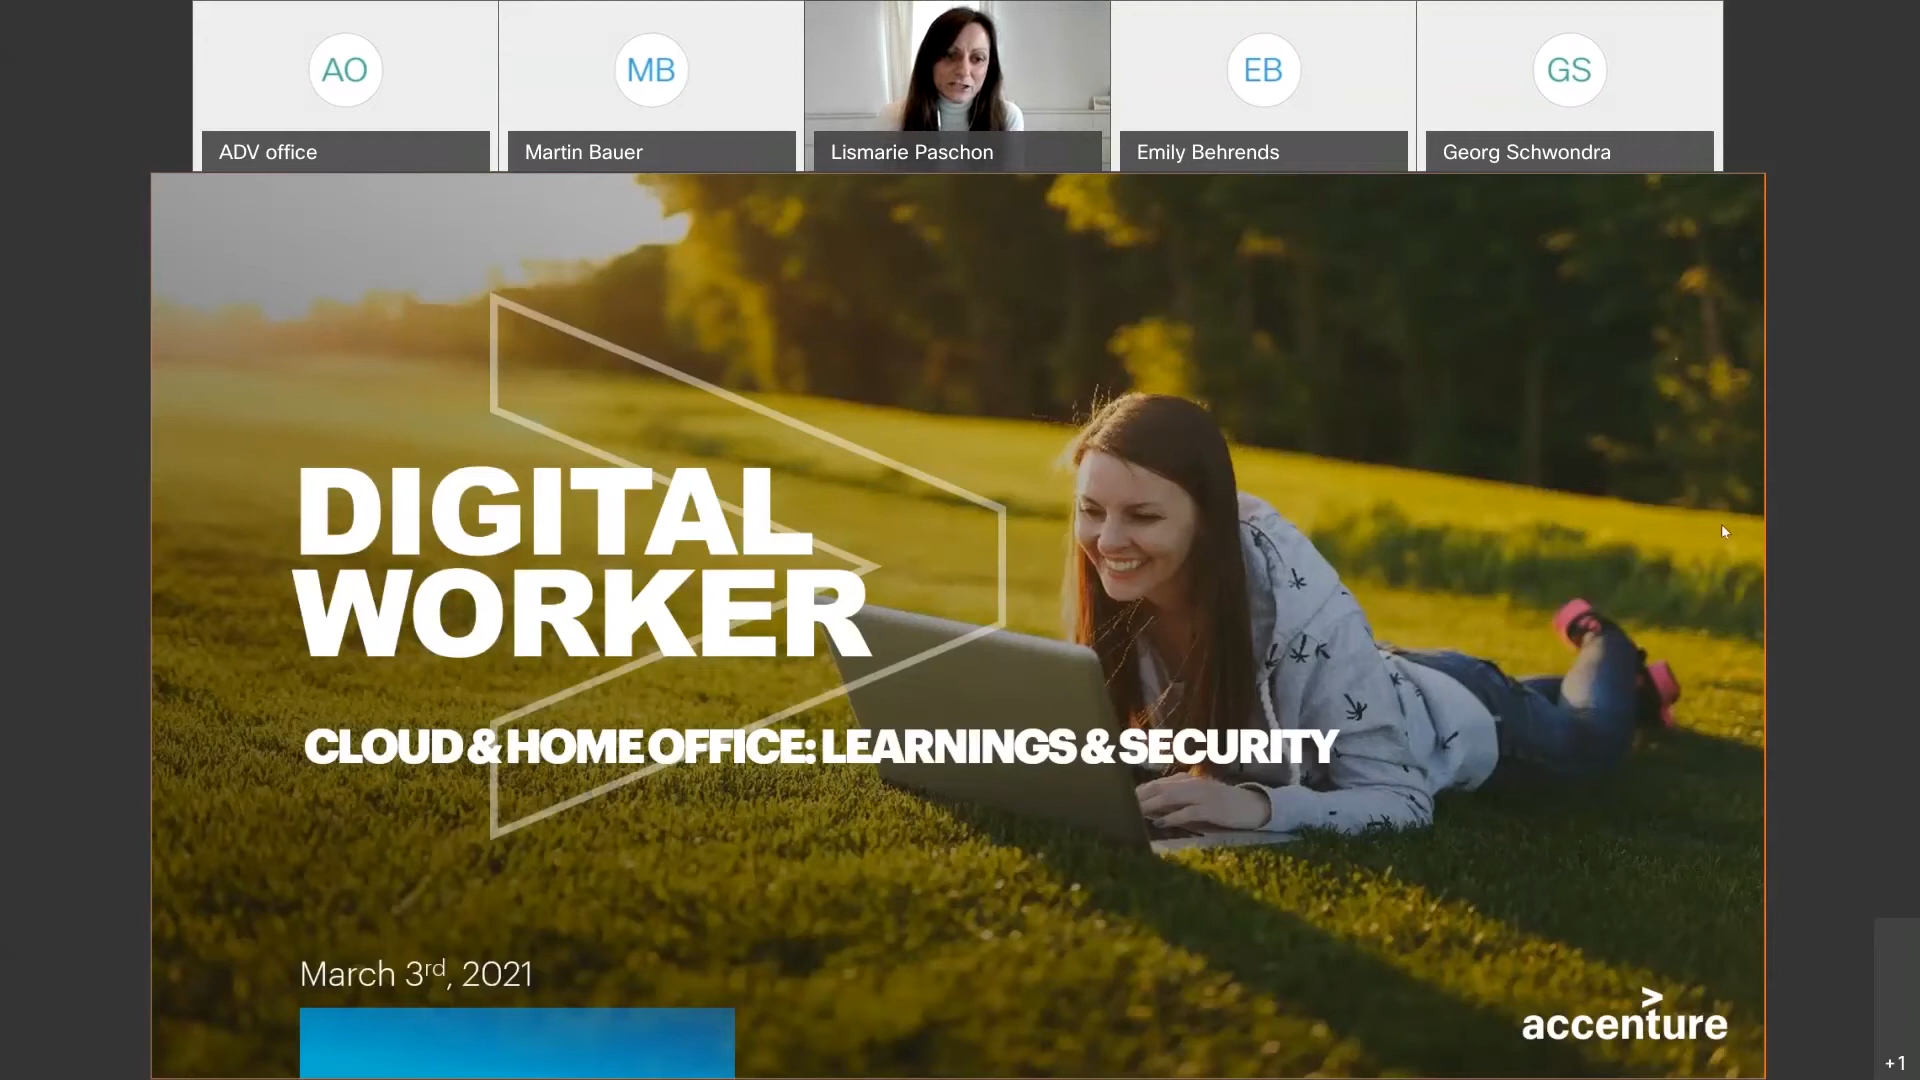 AO
MB
EB
GS
ADV office
Martin Bauer
Lismarie Paschon
Emily Behrends
Georg Schwondra
DIGITAL
WORKER
CLOUD & HOME OFFICE: LEARNINGS & SECURITY
March 3rd, 2021
>
accenture
+1